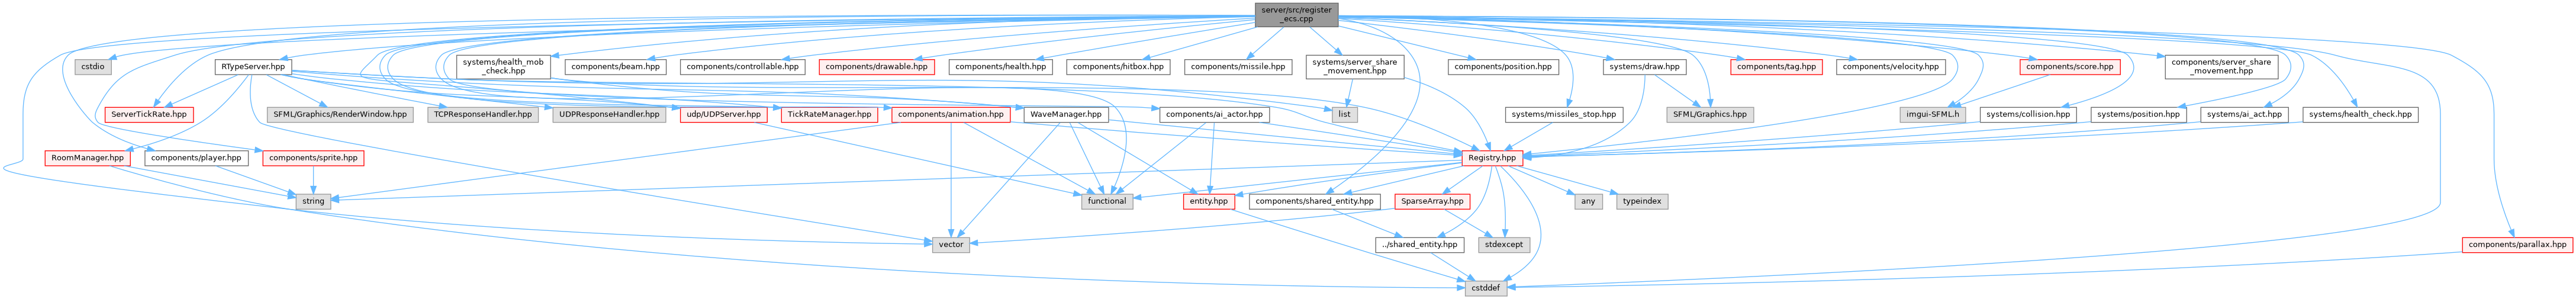 server/src/register
_ecs.cpp
cstdio
RTypeServer.hpp
systems/health_mob
_check.hpp
components/beam.hpp
components/controllable.hpp
components/drawable.hpp
components/health.hpp
components/hitbox.hpp
components/missile.hpp
systems/server_share
_movement.hpp
components/position.hpp
systems/draw.hpp
components/tag.hpp
components/velocity.hpp
components/score.hpp
components/server_share
_movement.hpp
ServerTickRate.hpp
SFML/Graphics/RenderWindow.hpp
TCPResponseHandler.hpp
UDPResponseHandler.hpp
udp/UDPServer.hpp
TickRateManager.hpp
components/animation.hpp
WaveManager.hpp
components/ai_actor.hpp
list
systems/missiles_stop.hpp
SFML/Graphics.hpp
imgui-SFML.h
systems/collision.hpp
systems/position.hpp
systems/ai_act.hpp
systems/health_check.hpp
RoomManager.hpp
components/player.hpp
components/sprite.hpp
Registry.hpp
string
functional
entity.hpp
components/shared_entity.hpp
SparseArray.hpp
any
typeindex
vector
../shared_entity.hpp
stdexcept
components/parallax.hpp
cstddef